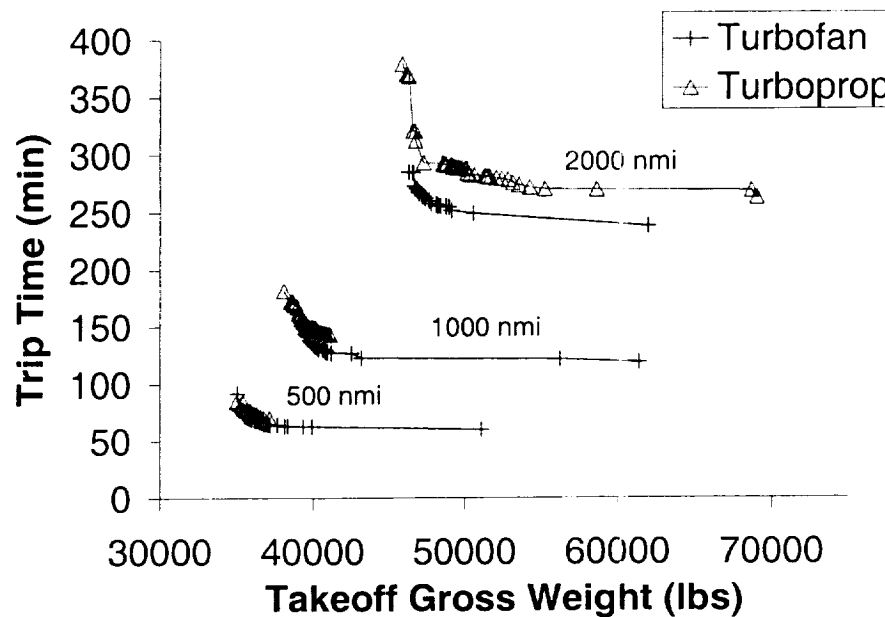 400
350
300
250
200
150
100
50
0
Trip Time (min)
Turbofan
Turboprop
2000 nmi
1000 nmi
500 nmi
30000 40000 50000 60000 70000
Takeoff Gross Weight (lbs)